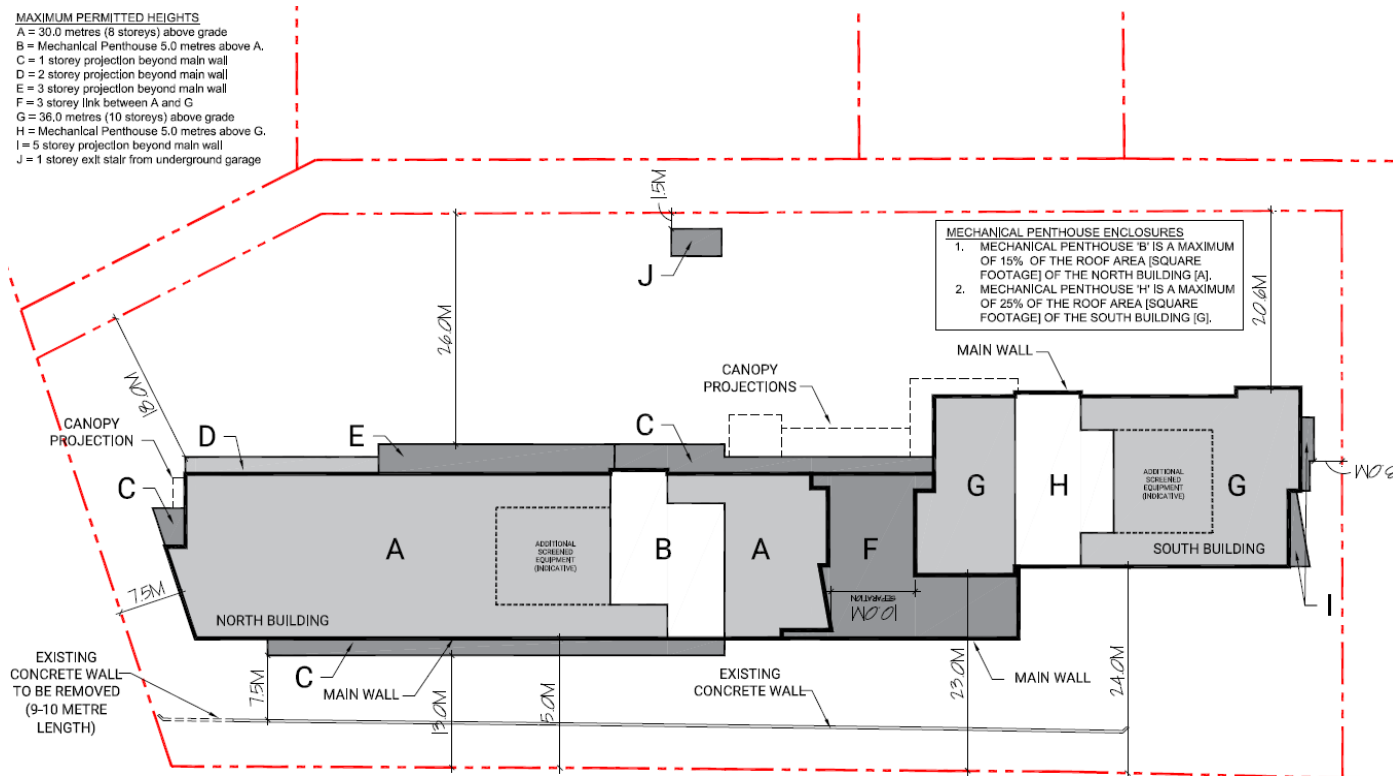 MAXIMUM PERMITTED HEIGHTS
A = 30.0 metres (8 storeys) above grade
B = Mechanical Penthouse 5.0 metres above A.
C = 1 storey projection beyond main wall
D = 2 storey projection beyond main wall
E = 3 storey projection beyond main wall
F = 3 storey link between A and G
G = 36.0 metres (10 storeys) above grade
H = Mechanical Penthouse 5.0 metres above G.
I = 5 storey projection beyond main wall
J = 1 storey exit stair from underground garage
1.5M
J
MECHANICAL PENTHOUSE ENCLOSURES
1. MECHANICAL PENTHOUSE 'B' IS A MAXIMUM
OF 15% OF THE ROOF AREA [SQUARE
FOOTAGE] OF THE NORTH BUILDING [A].
2. MECHANICAL PENTHOUSE 'H' IS A MAXIMUM
OF 25% OF THE ROOF AREA [SQUARE
FOOTAGE] OF THE SOUTH BUILDING [G].
26.0M
20.6M
18.0M
MAIN WALL
CANOPY
PROJECTIONS
CANOPY
PROJECTION
D
E
C
C
A
ADDITIONAL
SCREENED
EQUIPMENT
(INDICATIVE)
B
A
F
G
H
ADDITIONAL
SCREENED
EQUIPMENT
(INDICATIVE)
G
SOUTH BUILDING
7.5M
NORTH BUILDING
10.0M
SEPARATION
I
EXISTING
CONCRETE WALL
TO BE REMOVED
(9-10 METRE
LENGTH)
7.5M
C
MAIN WALL
13.0M
EXISTING
CONCRETE WALL
23.0M
MAIN WALL
24.0M